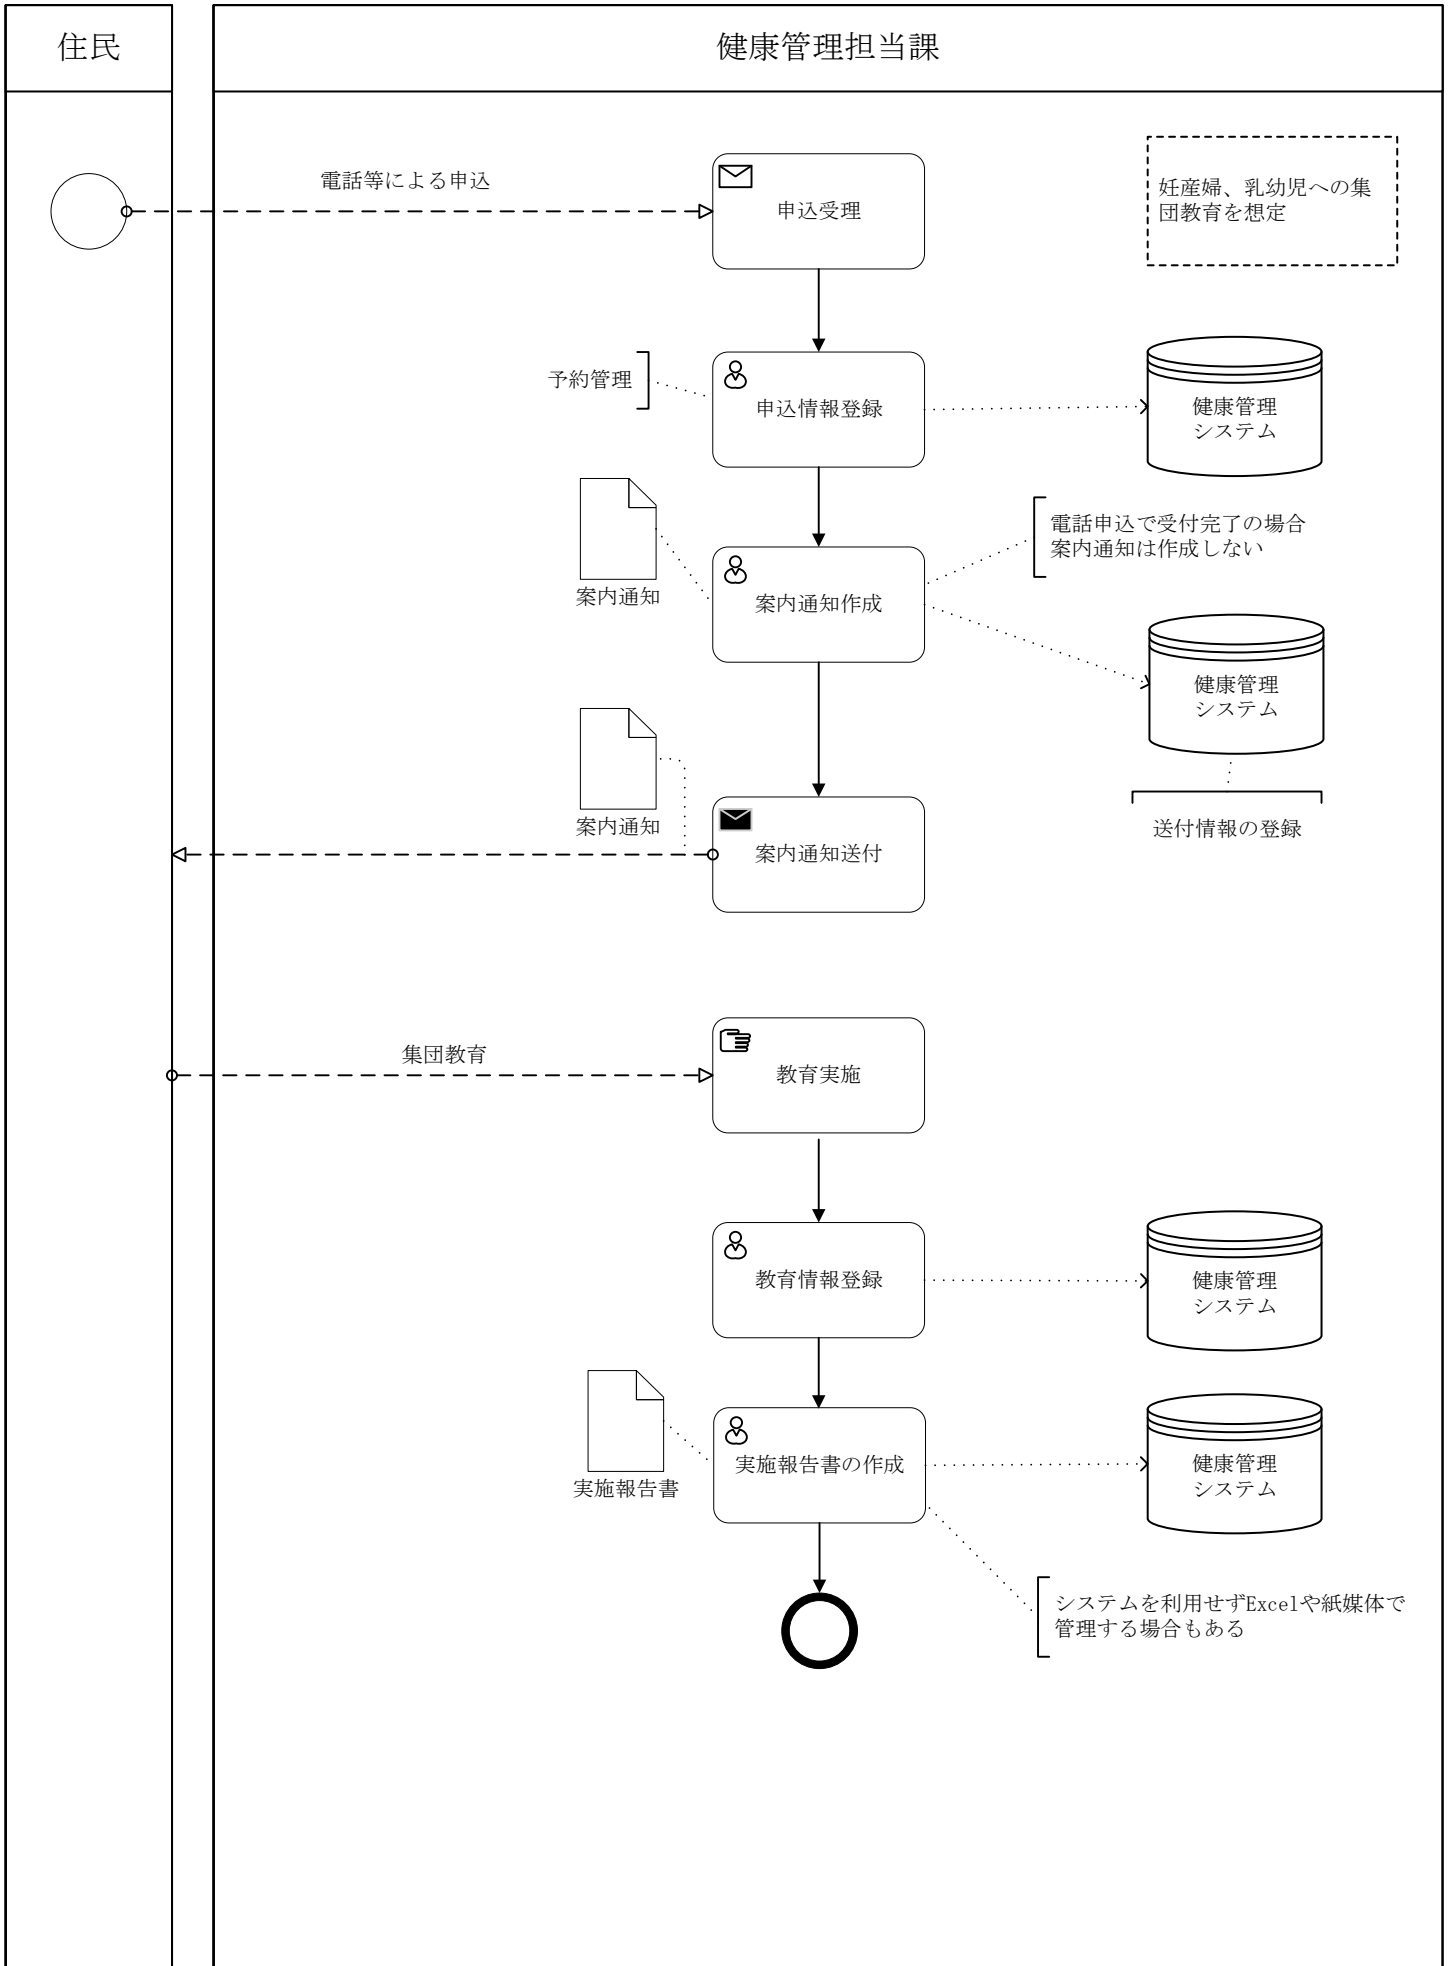 住民
健康管理担当課
電話等による申込
申込受理
妊産婦、乳幼児への集
団教育を想定
予約管理
申込情報登録
健康管理
システム
案内通知
電話申込で受付完了の場合
案内通知は作成しない
案内通知作成
健康管理
システム
案内通知
案内通知送付
送付情報の登録
集団教育
教育実施
教育情報登録
健康管理
システム
実施報告書
実施報告書の作成
健康管理
システム
システムを利用せずExcelや紙媒体で
管理する場合もある